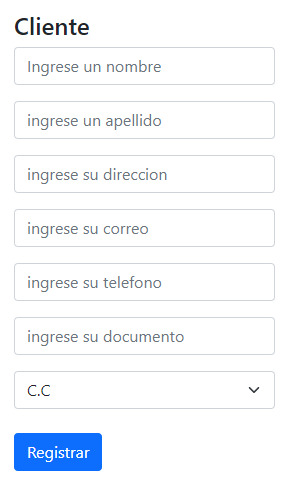 Cliente
Ingrese un nombre
ingrese un apellido
ingrese su direccion
ingrese su correo
ingrese su telefono
ingrese su documento
C.C
Registrar